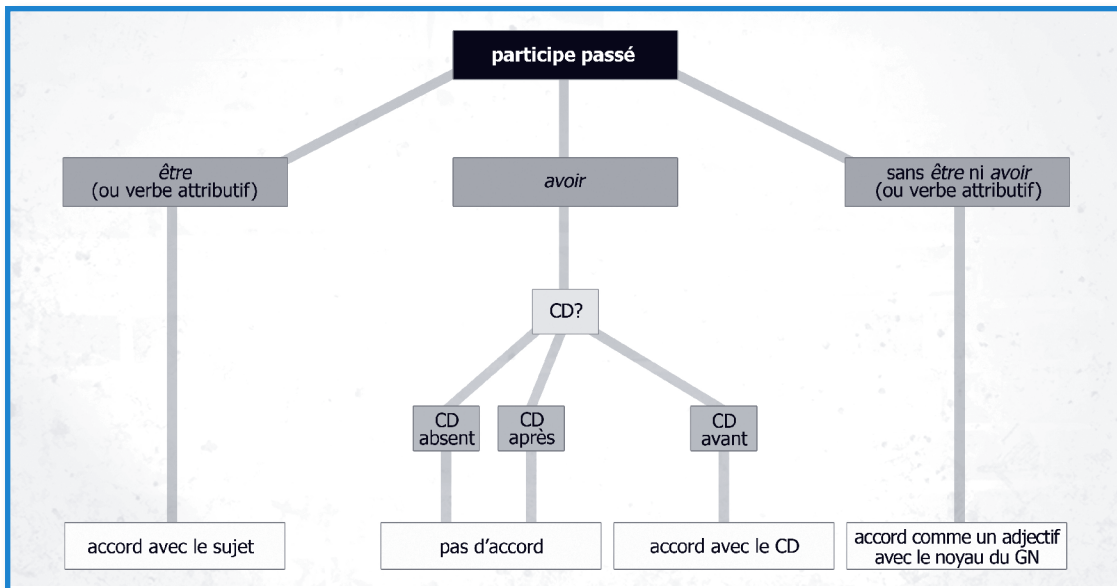 participe passé
être
(ou verbe attributif)
avoir
sans être ni avoir
(ou verbe attributif)
CD?
CD
absent
CD
après
CD
avant
accord avec le sujet
pas d'accord
accord avec le CD
accord comme un adjectif
avec le noyau du GN